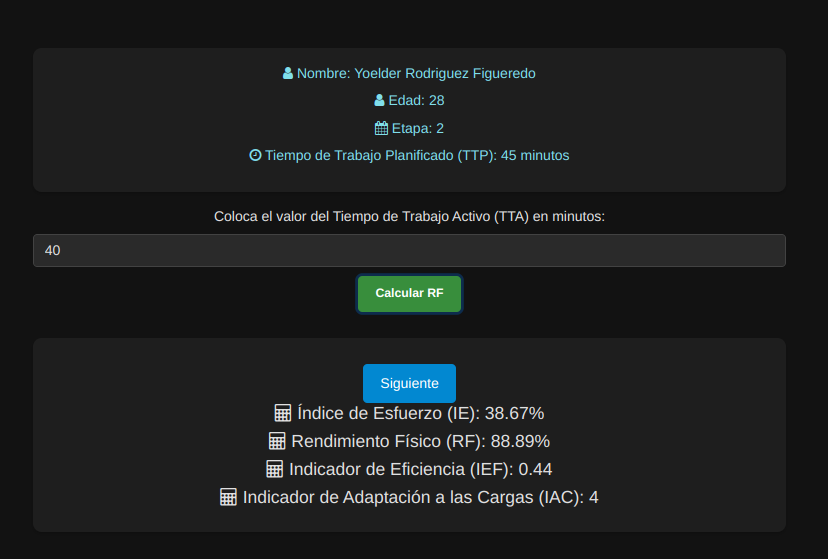 Nombre: Yoelder Rodriguez Figueredo
Edad: 28
Etapa: 2
Tiempo de Trabajo Planificado (TTP): 45 minutos
Coloca el valor del Tiempo de Trabajo Activo (TTA) en minutos:
40
Calcular RF
Siguiente
Índice de Esfuerzo (IE): 38.67%
Rendimiento Físico (RF): 88.89%
Indicador de Eficiencia (IEF): 0.44
Indicador de Adaptación a las Cargas (IAC): 4